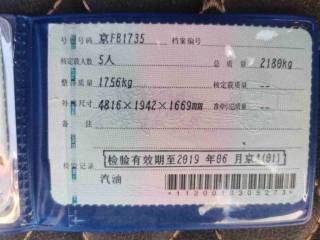 号牌号码 京FB1735 档案编号
核定载人数 5人 总质量 2180kg
整备质量 1756kg 核定载质量 --
外廓尺寸 4816×1942×1669mm 准牵引总质量 --
备注
检验记录 检验有效期至2019年06月京A(01)
汽油